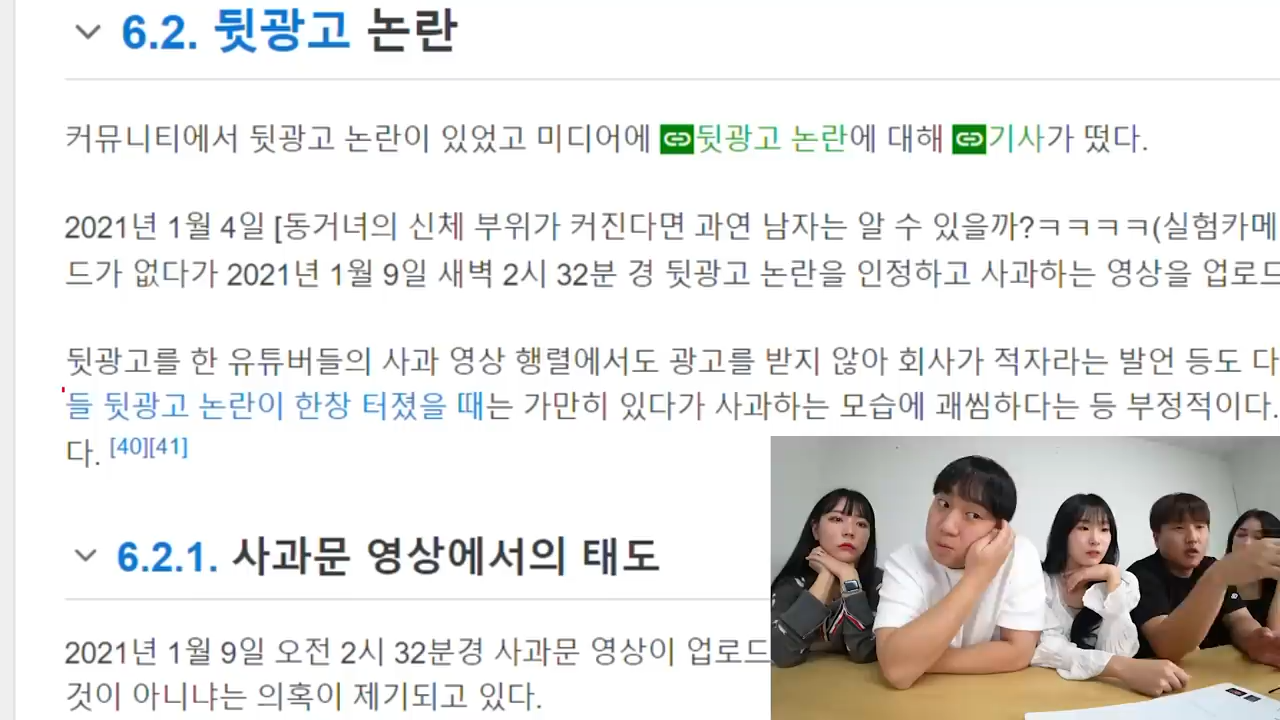 6.2. 뒷광고 논란
커뮤니티에서 뒷광고 논란이 있었고 미디어에 뒷광고 논란에 대해 기사가 떴다.
2021년 1월 4일 [동거녀의 신체 부위가 커진다면 과연 남자는 알 수 있을까?ㅋㅋㅋㅋ(실험카메
드가 없다가 2021년 1월 9일 새벽 2시 32분 경 뒷광고 논란을 인정하고 사과하는 영상을 업로드
뒷광고를 한 유튜버들의 사과 영상 행렬에서도 광고를 받지 않아 회사가 적자라는 발언 등도 다
들 뒷광고 논란이 한창 터졌을 때는 가만히 있다가 사과하는 모습에 괘씸하다는 등 부정적이다.
다. [40][41]
6.2.1. 사과문 영상에서의 태도
2021년 1월 9일 오전 2시 32분경 사과문 영상이 업로드
것이 아니냐는 의혹이 제기되고 있다.